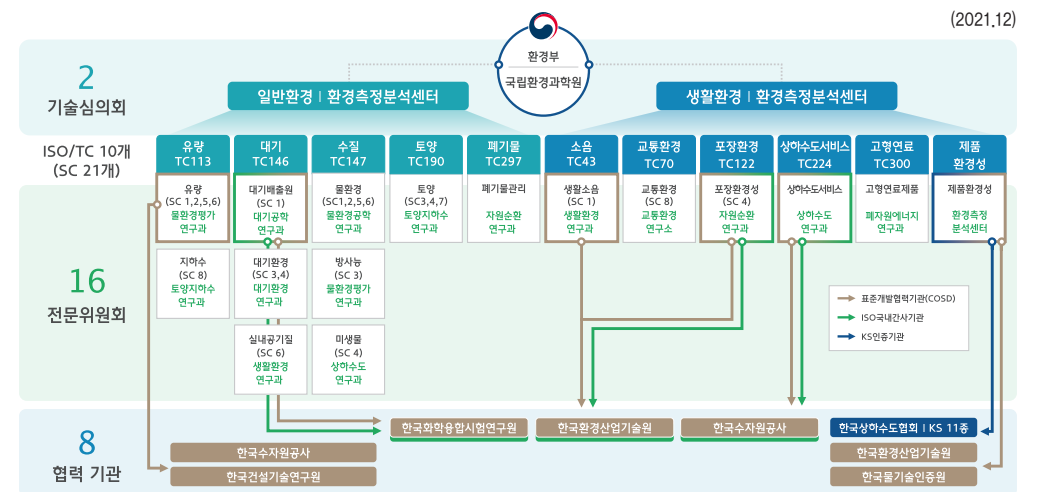 (2021.12)
환경부
국립환경과학원
2
기술심의회
일반환경 | 환경측정분석센터
생활환경 | 환경측정분석센터
ISO/TC 10개
(SC 21개)
유량
TC113
대기
TC146
수질
TC147
토양
TC190
폐기물
TC297
소음
TC43
교통환경
TC70
포장환경
TC122
상하수도서비스
TC224
고형연료
TC300
제품
환경성
16
전문위원회
유량
(SC 1,2,5,6)
물환경평가
연구과
대기배출원
(SC 1)
대기공학
연구과
물환경
(SC1,2,5,6)
물환경공학
연구과
토양
(SC3,4,7)
토양지하수
연구과
폐기물관리
자원순환
연구과
생활소음
(SC 1)
생활환경
연구과
교통환경
(SC 8)
교통환경
연구소
포장환경성
(SC 4)
자원순환
연구과
상하수도서비스
상하수도
연구과
고형연료제품
폐자원에너지
연구과
제품환경성
환경측정
분석센터
지하수
(SC 8)
토양지하수
연구과
대기환경
(SC 3,4)
대기환경
연구과
방사능
(SC 3)
물환경평가
연구과
실내공기질
(SC 6)
생활환경
연구과
미생물
(SC 4)
상하수도
연구과
표준개발협력기관(COSD)
ISO국내간사기관
KS인증기관
8
협력 기관
한국수자원공사
한국건설기술연구원
한국화학융합시험연구원
한국환경산업기술원
한국수자원공사
한국상하수도협회 | KS 11종
한국환경산업기술원
한국물기술인증원